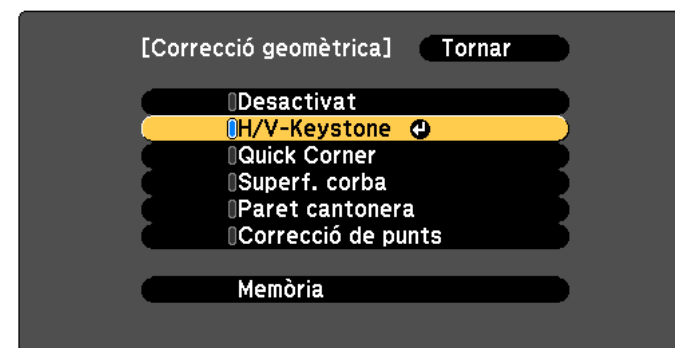 [Correcció geomètrica] Tornar
Desactivat
H/V-Keystone
Quick Corner
Superf. corba
Paret cantonera
Correcció de punts
Memòria